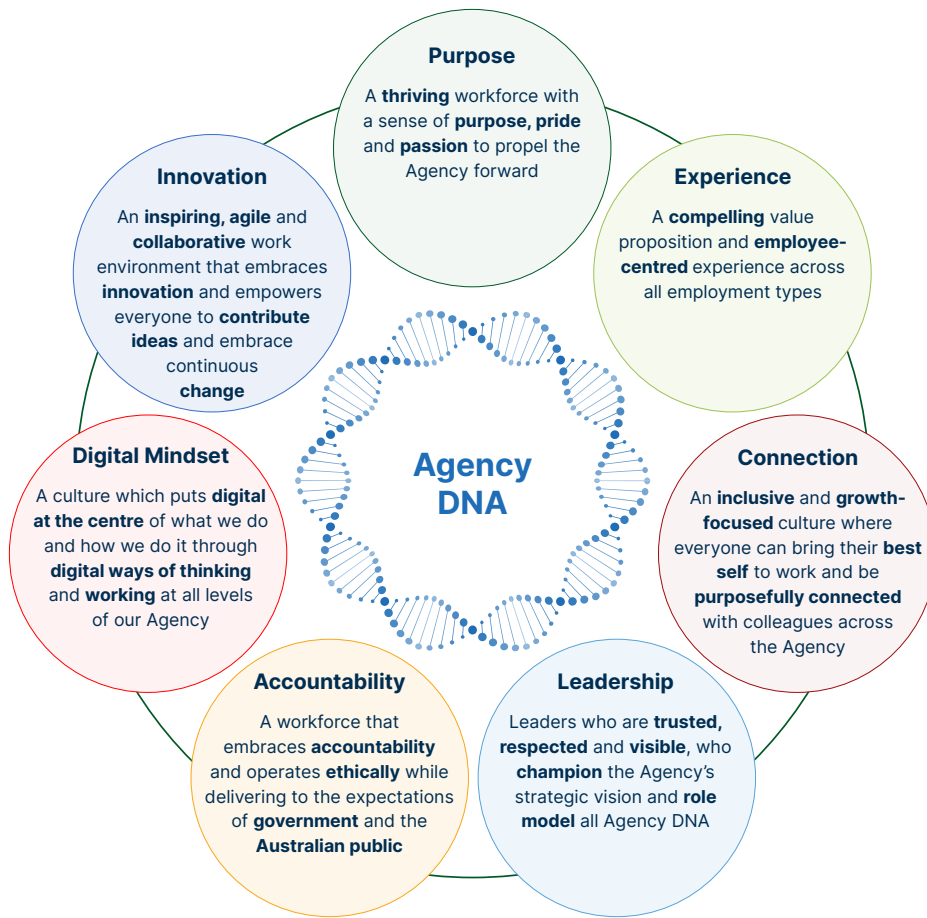 Purpose
A thriving workforce with
a sense of purpose, pride
and passion to propel the
Agency forward
Experience
A compelling value
proposition and employee-
centred experience across
all employment types
Connection
An inclusive and growth-
focused culture where
everyone can bring their best
self to work and be
purposefully connected
with colleagues across
the Agency
Leadership
Leaders who are trusted,
respected and visible, who
champion the Agency’s
strategic vision and role
model all Agency DNA
Accountability
A workforce that
embraces accountability
and operates ethically while
delivering to the expectations
of government and the
Australian public
Digital Mindset
A culture which puts digital
at the centre of what we do
and how we do it through
digital ways of thinking
and working at all levels
of our Agency
Innovation
An inspiring, agile and
collaborative work
environment that embraces
innovation and empowers
everyone to contribute
ideas and embrace
continuous
change
Agency
DNA